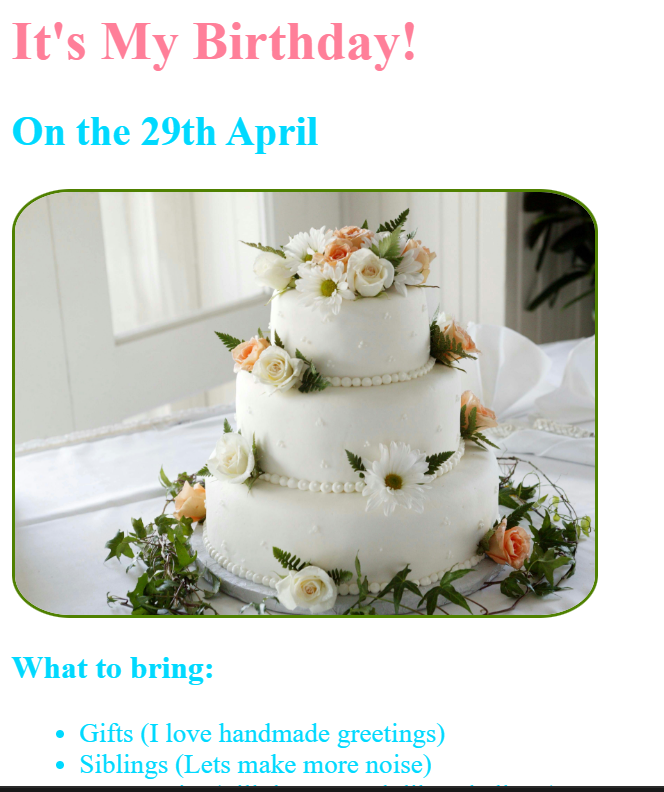 It's My Birthday!
On the 29th April
What to bring:
Gifts (I love handmade greetings)
Siblings (Lets make more noise)